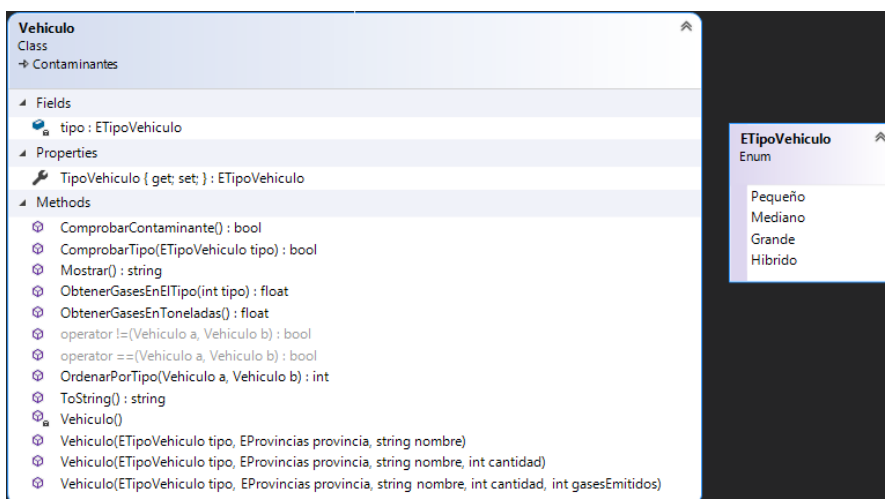 Vehiculo
Class
Contaminantes
Fields
tipo : ETipoVehiculo
Properties
TipoVehiculo { get; set; } : ETipoVehiculo
Methods
ComprobarContaminante() : bool
ComprobarTipo(ETipoVehiculo tipo) : bool
Mostrar() : string
ObtenerGasesEnElTipo(int tipo) : float
ObtenerGasesEnToneladas() : float
operator !=(Vehiculo a, Vehiculo b) : bool
operator ==(Vehiculo a, Vehiculo b) : bool
OrdenarPorTipo(Vehiculo a, Vehiculo b) : int
ToString() : string
Vehiculo()
Vehiculo(ETipoVehiculo tipo, EProvincias provincia, string nombre)
Vehiculo(ETipoVehiculo tipo, EProvincias provincia, string nombre, int cantidad)
Vehiculo(ETipoVehiculo tipo, EProvincias provincia, string nombre, int cantidad, int gasesEmitidos)
ETipoVehiculo
Enum
Pequeño
Mediano
Grande
Hibrido